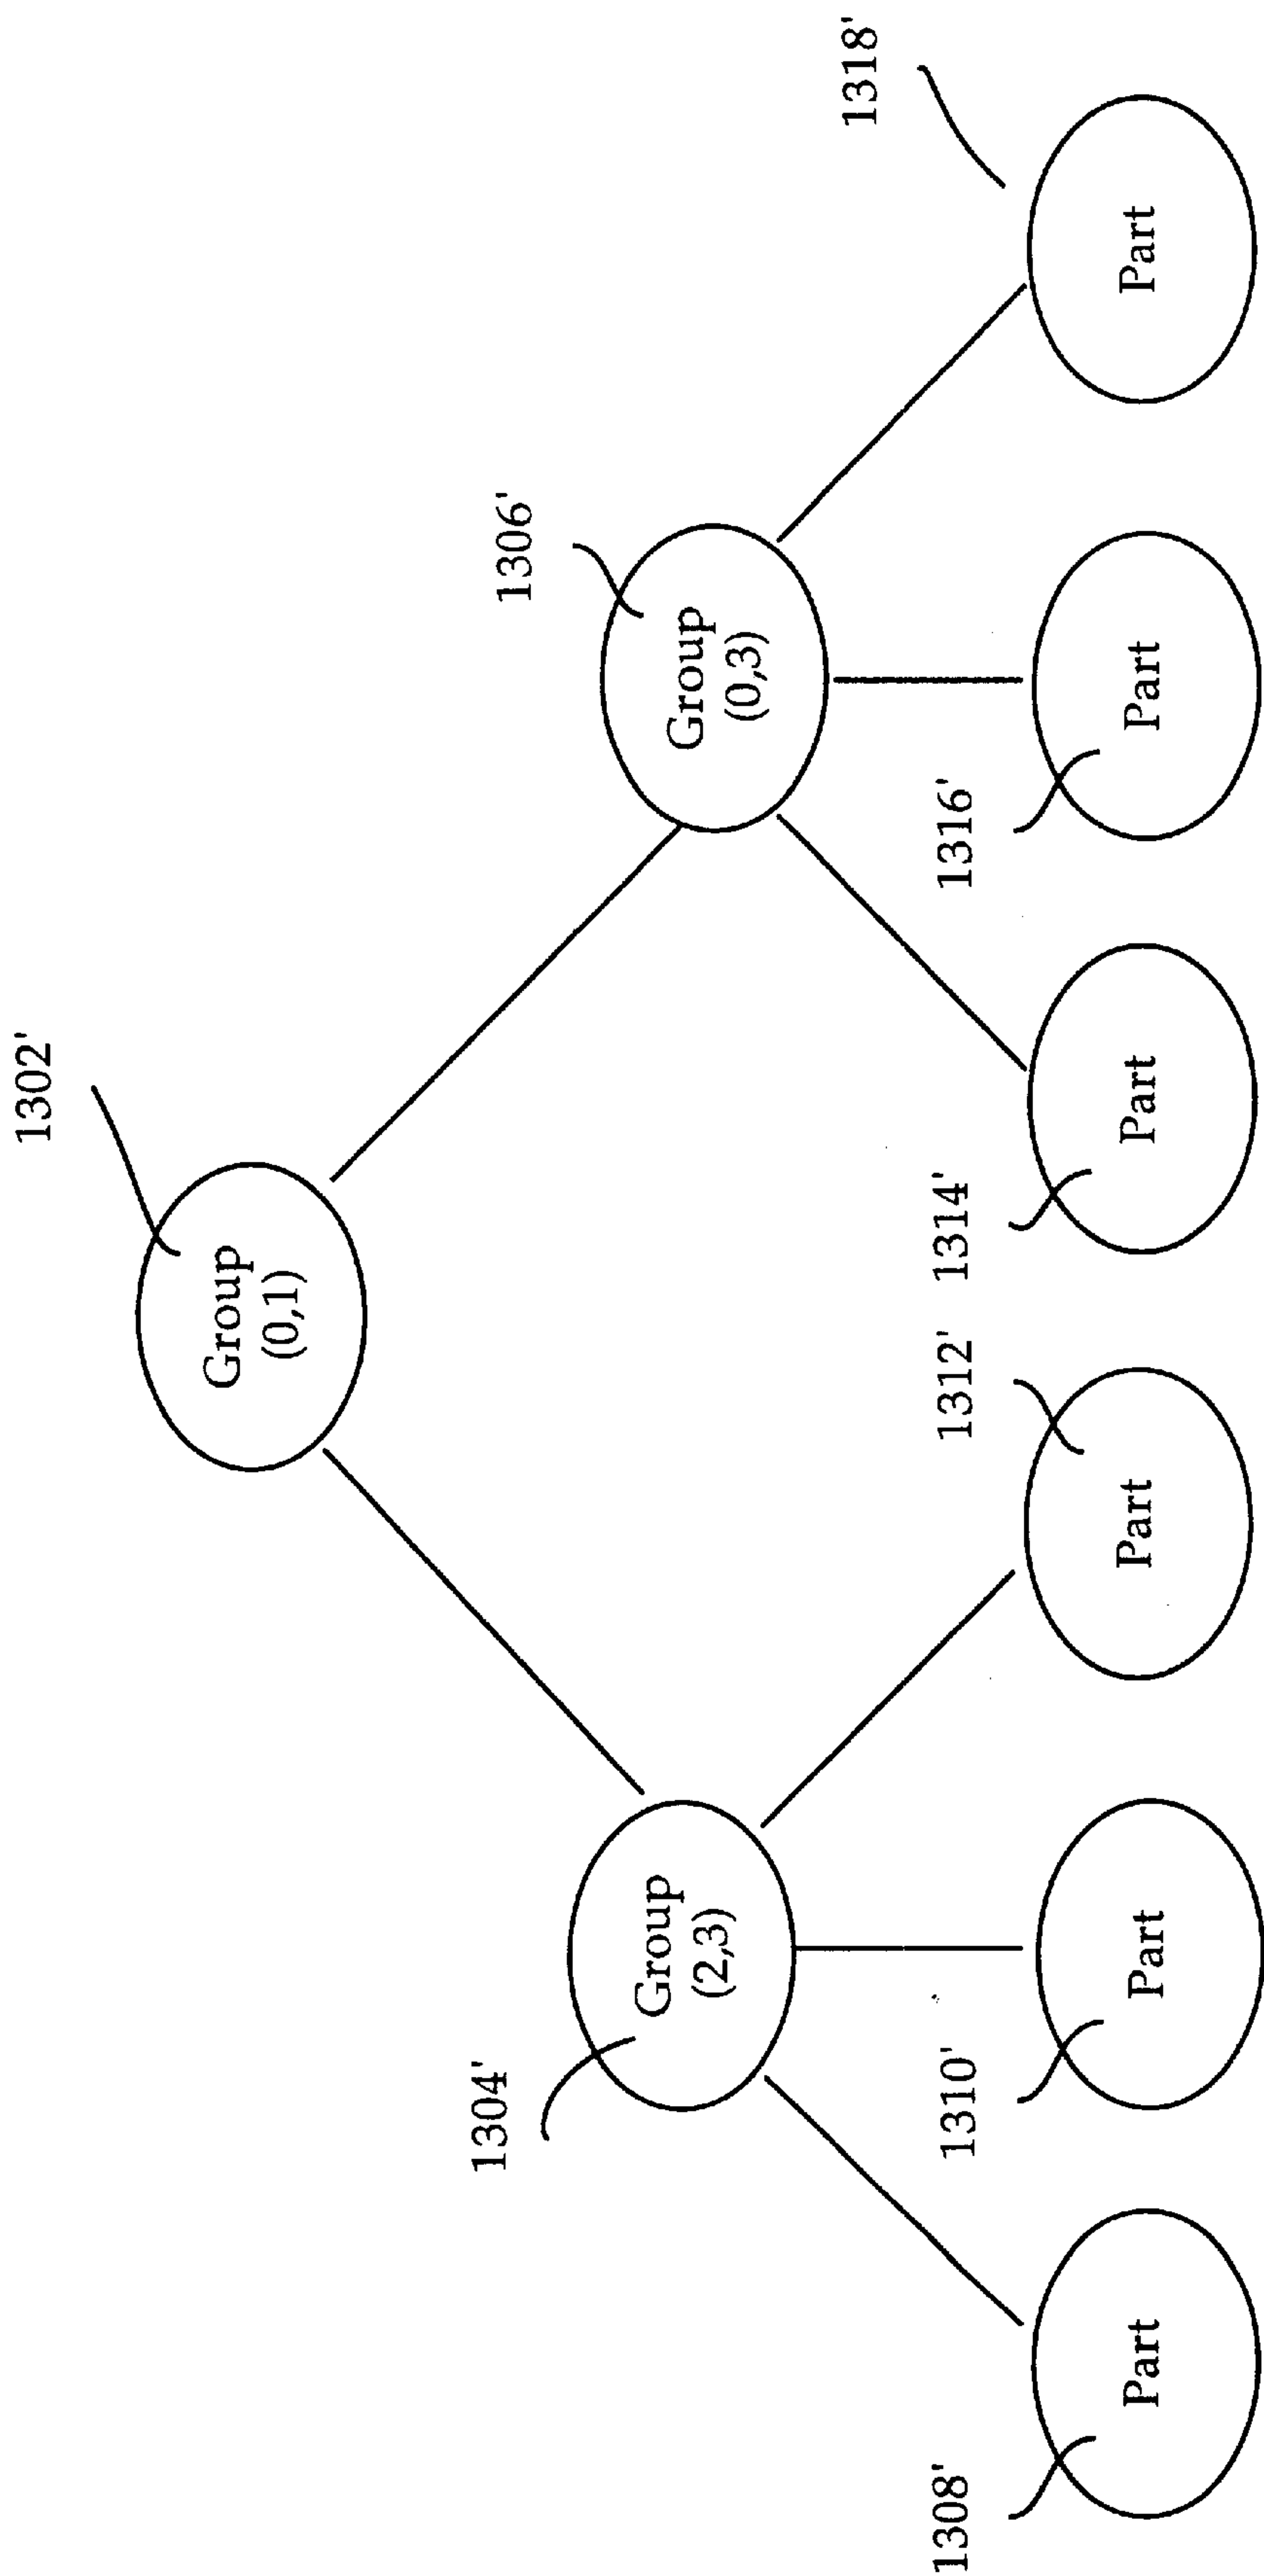 1302'
Group
(0,1)
1304'
Group
(2,3)
1306'
Group
(0,3)
1308'
Part
1310'
Part
1312'
Part
1314'
Part
1316'
Part
1318'
Part